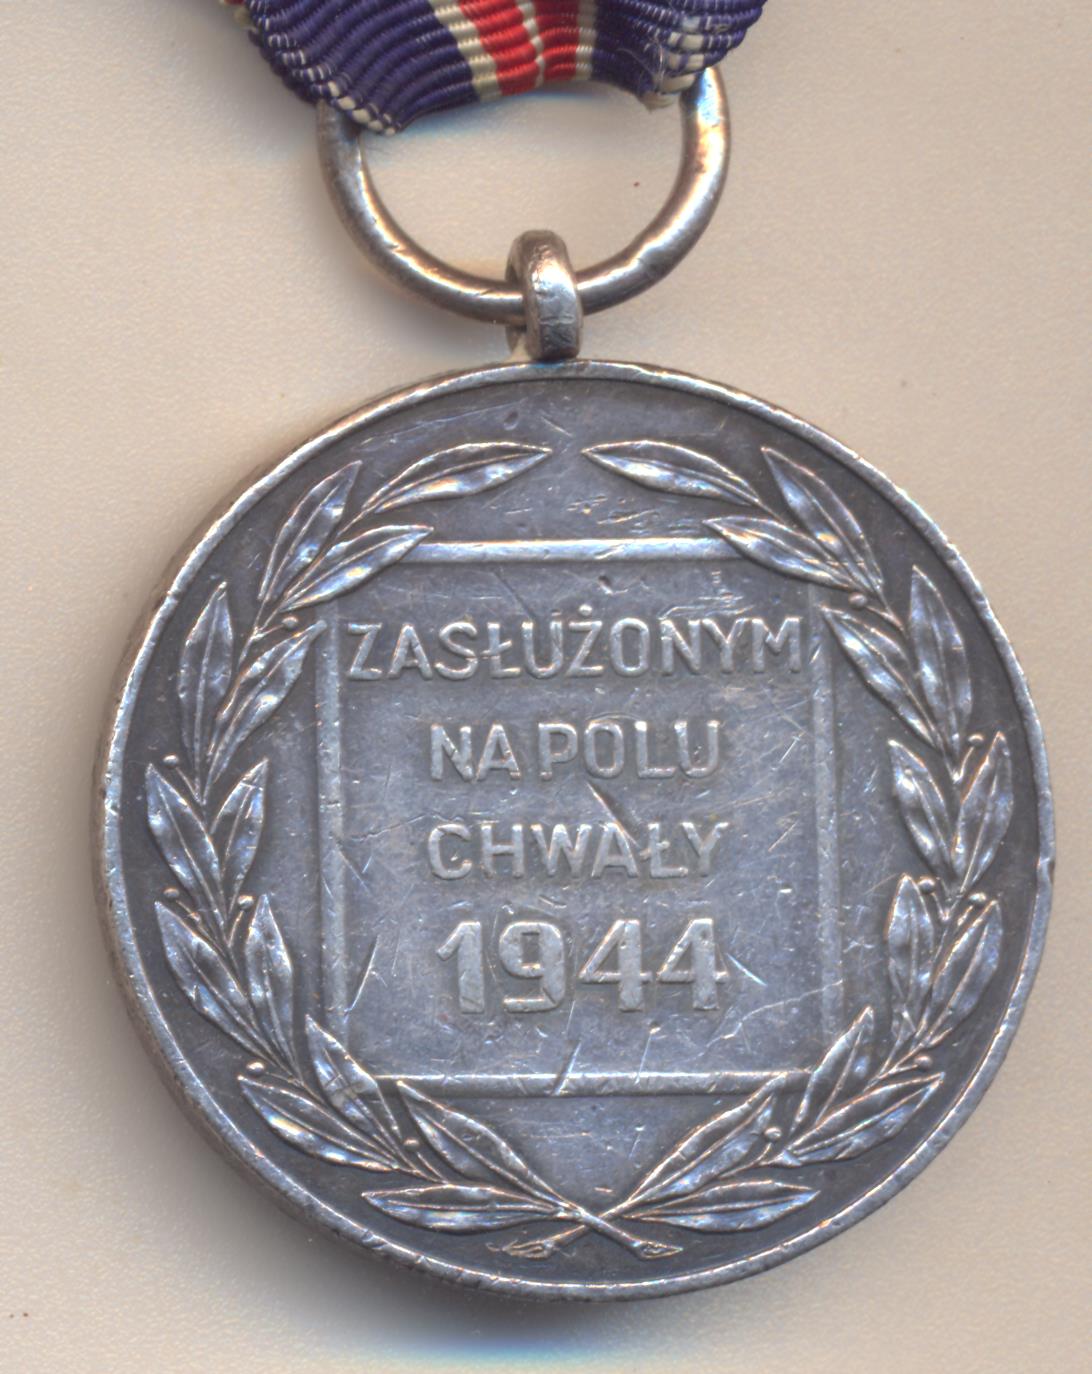 ZASŁUŻONYM
NA POLU
CHWAŁY
1944